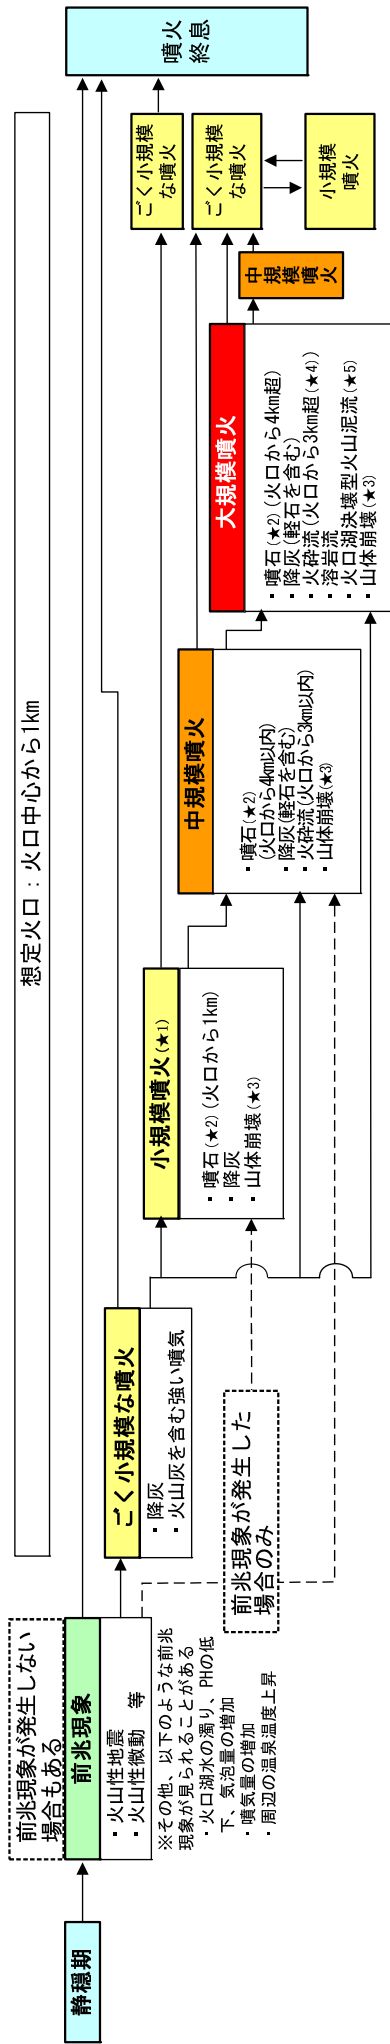 想定火口：火口中心から1km
静穏期
前兆現象が発生しない
場合もある
前兆現象
・火山性地震
・火山性微動　等
※その他、以下のような前兆
現象が見られることがある
・火口湖水の濁り、PHの低
下、気泡量の増加
・噴気量の増加
・周辺の温泉温度上昇
ごく小規模な噴火
・降灰
・火山灰を含む強い噴気
前兆現象が発生した
場合のみ
小規模噴火(★1)
・噴石(★2)(火口から1km)
・降灰
・山体崩壊(★3)
中規模噴火
・噴石(★2)
(火口から4km以内)
・降灰(軽石を含む)
・火砕流(火口から3km以内)
・山体崩壊(★3)
大規模噴火
・噴石(★2)(火口から4km超)
・降灰(軽石を含む)
・火砕流(火口から3km超(★4))
・溶岩流
・火口湖決壊型火山泥流(★5)
・山体崩壊(★3)
中規模噴火
ごく小規模
な噴火
ごく小規模
な噴火
小規模
噴火
噴火
終息